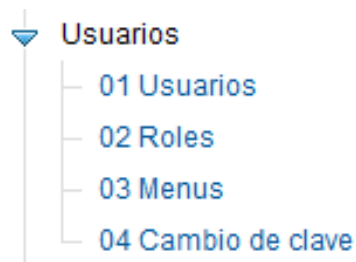 Usuarios
01 Usuarios
02 Roles
03 Menus
04 Cambio de clave